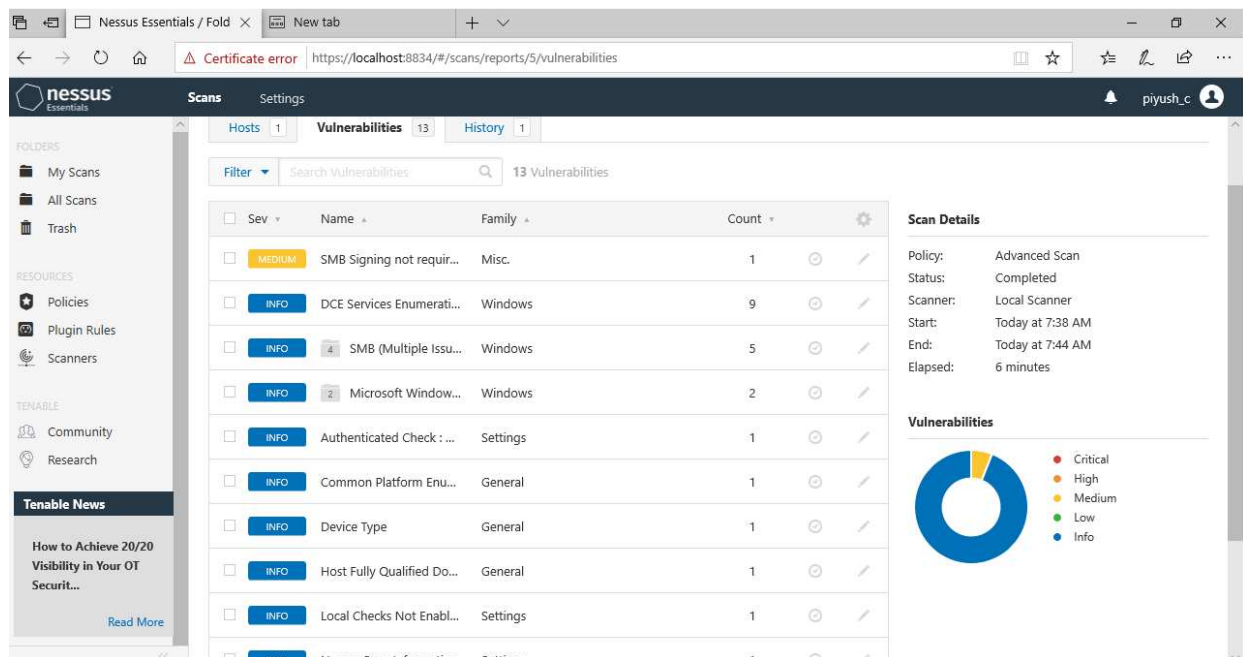 Nessus Essentials / Fold
New tab
Certificate error
https://localhost:8834/#/scans/reports/5/vulnerabilities
nessus
Essentials
Scans
Settings
piyush_c
FOLDERS
My Scans
All Scans
Trash
RESOURCES
Policies
Plugin Rules
Scanners
TENABLE
Community
Research
Tenable News
How to Achieve 20/20
Visibility in Your OT
Securit...
Read More
Hosts 1
Vulnerabilities 13
History 1
Filter
Search Vulnerabilities
13 Vulnerabilities
Sev Name Family Count
MEDIUM SMB Signing not requir... Misc. 1
INFO DCE Services Enumerati... Windows 9
INFO 4 SMB (Multiple Issu... Windows 5
INFO 2 Microsoft Window... Windows 2
INFO Authenticated Check : ... Settings 1
INFO Common Platform Enu... General 1
INFO Device Type General 1
INFO Host Fully Qualified Do... General 1
INFO Local Checks Not Enabl... Settings 1
Scan Details
Policy: Advanced Scan
Status: Completed
Scanner: Local Scanner
Start: Today at 7:38 AM
End: Today at 7:44 AM
Elapsed: 6 minutes
Vulnerabilities
Critical
High
Medium
Low
Info